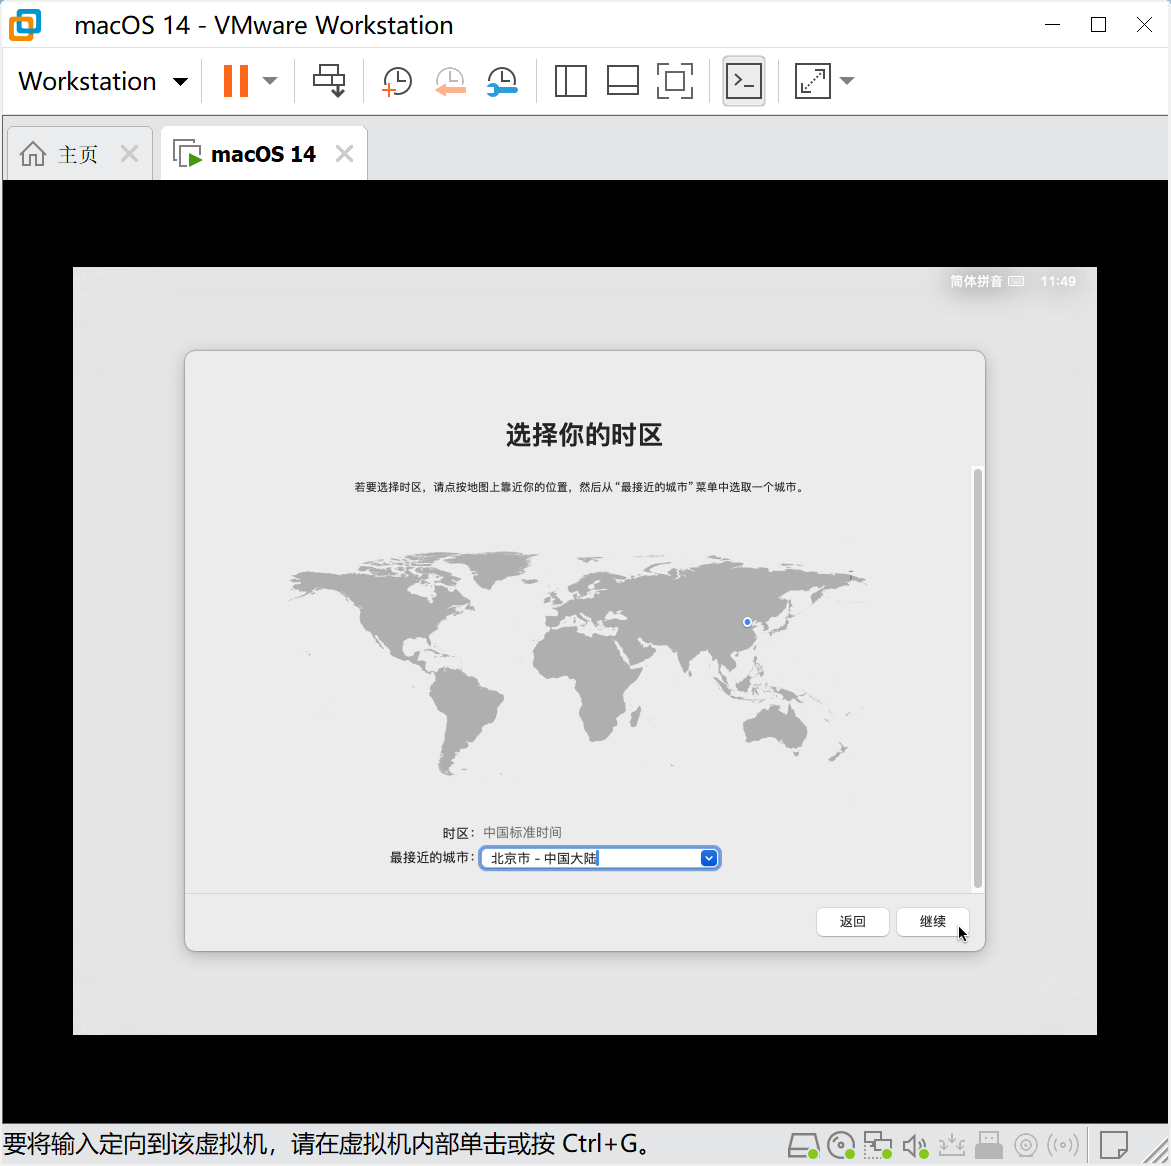 macOS 14 - VMware Workstation
Workstation
主页
macOS 14
简体拼音 11:49
选择你的时区
若要选择时区，请点按地图上靠近你的位置，然后从“最接近的城市”菜单中选取一个城市。
时区： 中国标准时间
最接近的城市： 北京市 – 中国大陆
返回 继续
要将输入定向到该虚拟机，请在虚拟机内部单击或按 Ctrl+G。